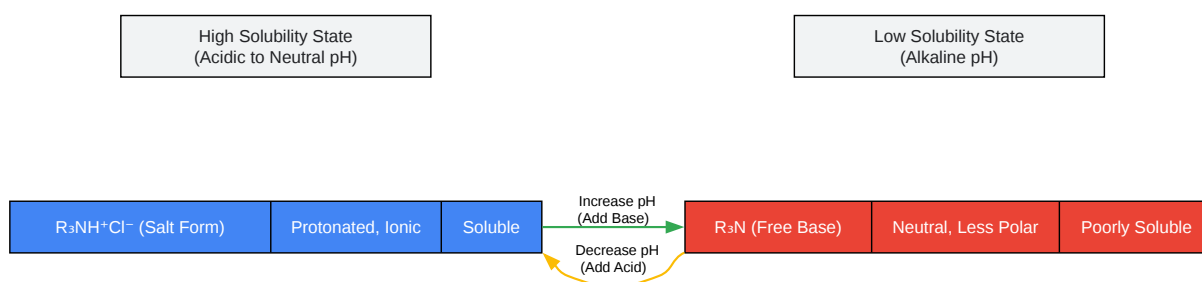 High Solubility State
(Acidic to Neutral pH)
Low Solubility State
(Alkaline pH)
R₃NH⁺Cl⁻ (Salt Form)
Protonated, Ionic
Soluble
Increase pH
(Add Base)
Decrease pH
(Add Acid)
R₃N (Free Base)
Neutral, Less Polar
Poorly Soluble